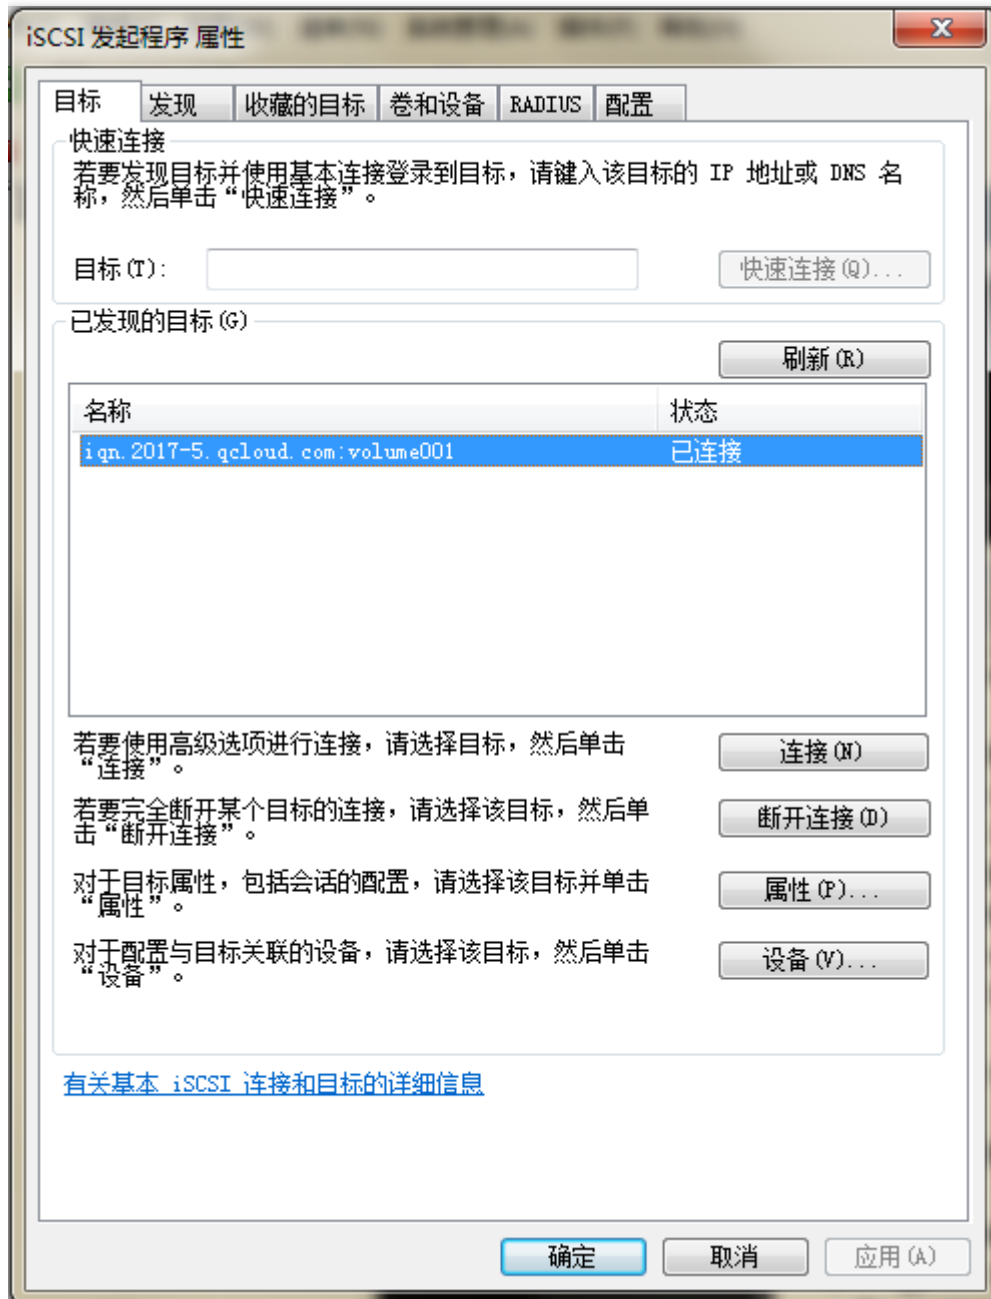 iSCSI 发起程序 属性
目标 发现 收藏的目标 卷和设备 RADIUS 配置
快速连接
若要发现目标并使用基本连接登录到目标，请键入该目标的 IP 地址或 DNS 名
称，然后单击“快速连接”。
目标(T): 快速连接(Q)...
已发现的目标(G)
刷新(R)
名称 状态
iqn.2017-5.qcloud.com:volume001 已连接
若要使用高级选项进行连接，请选择目标，然后单击
“连接”。
连接(N)
若要完全断开某个目标的连接，请选择该目标，然后单
击“断开连接”。
断开连接(D)
对于目标属性，包括会话的配置，请选择该目标并单击
“属性”。
属性(P)...
对于配置与目标关联的设备，请选择该目标，然后单击
“设备”。
设备(V)...
有关基本 iSCSI 连接和目标的详细信息
确定 取消 应用(A)